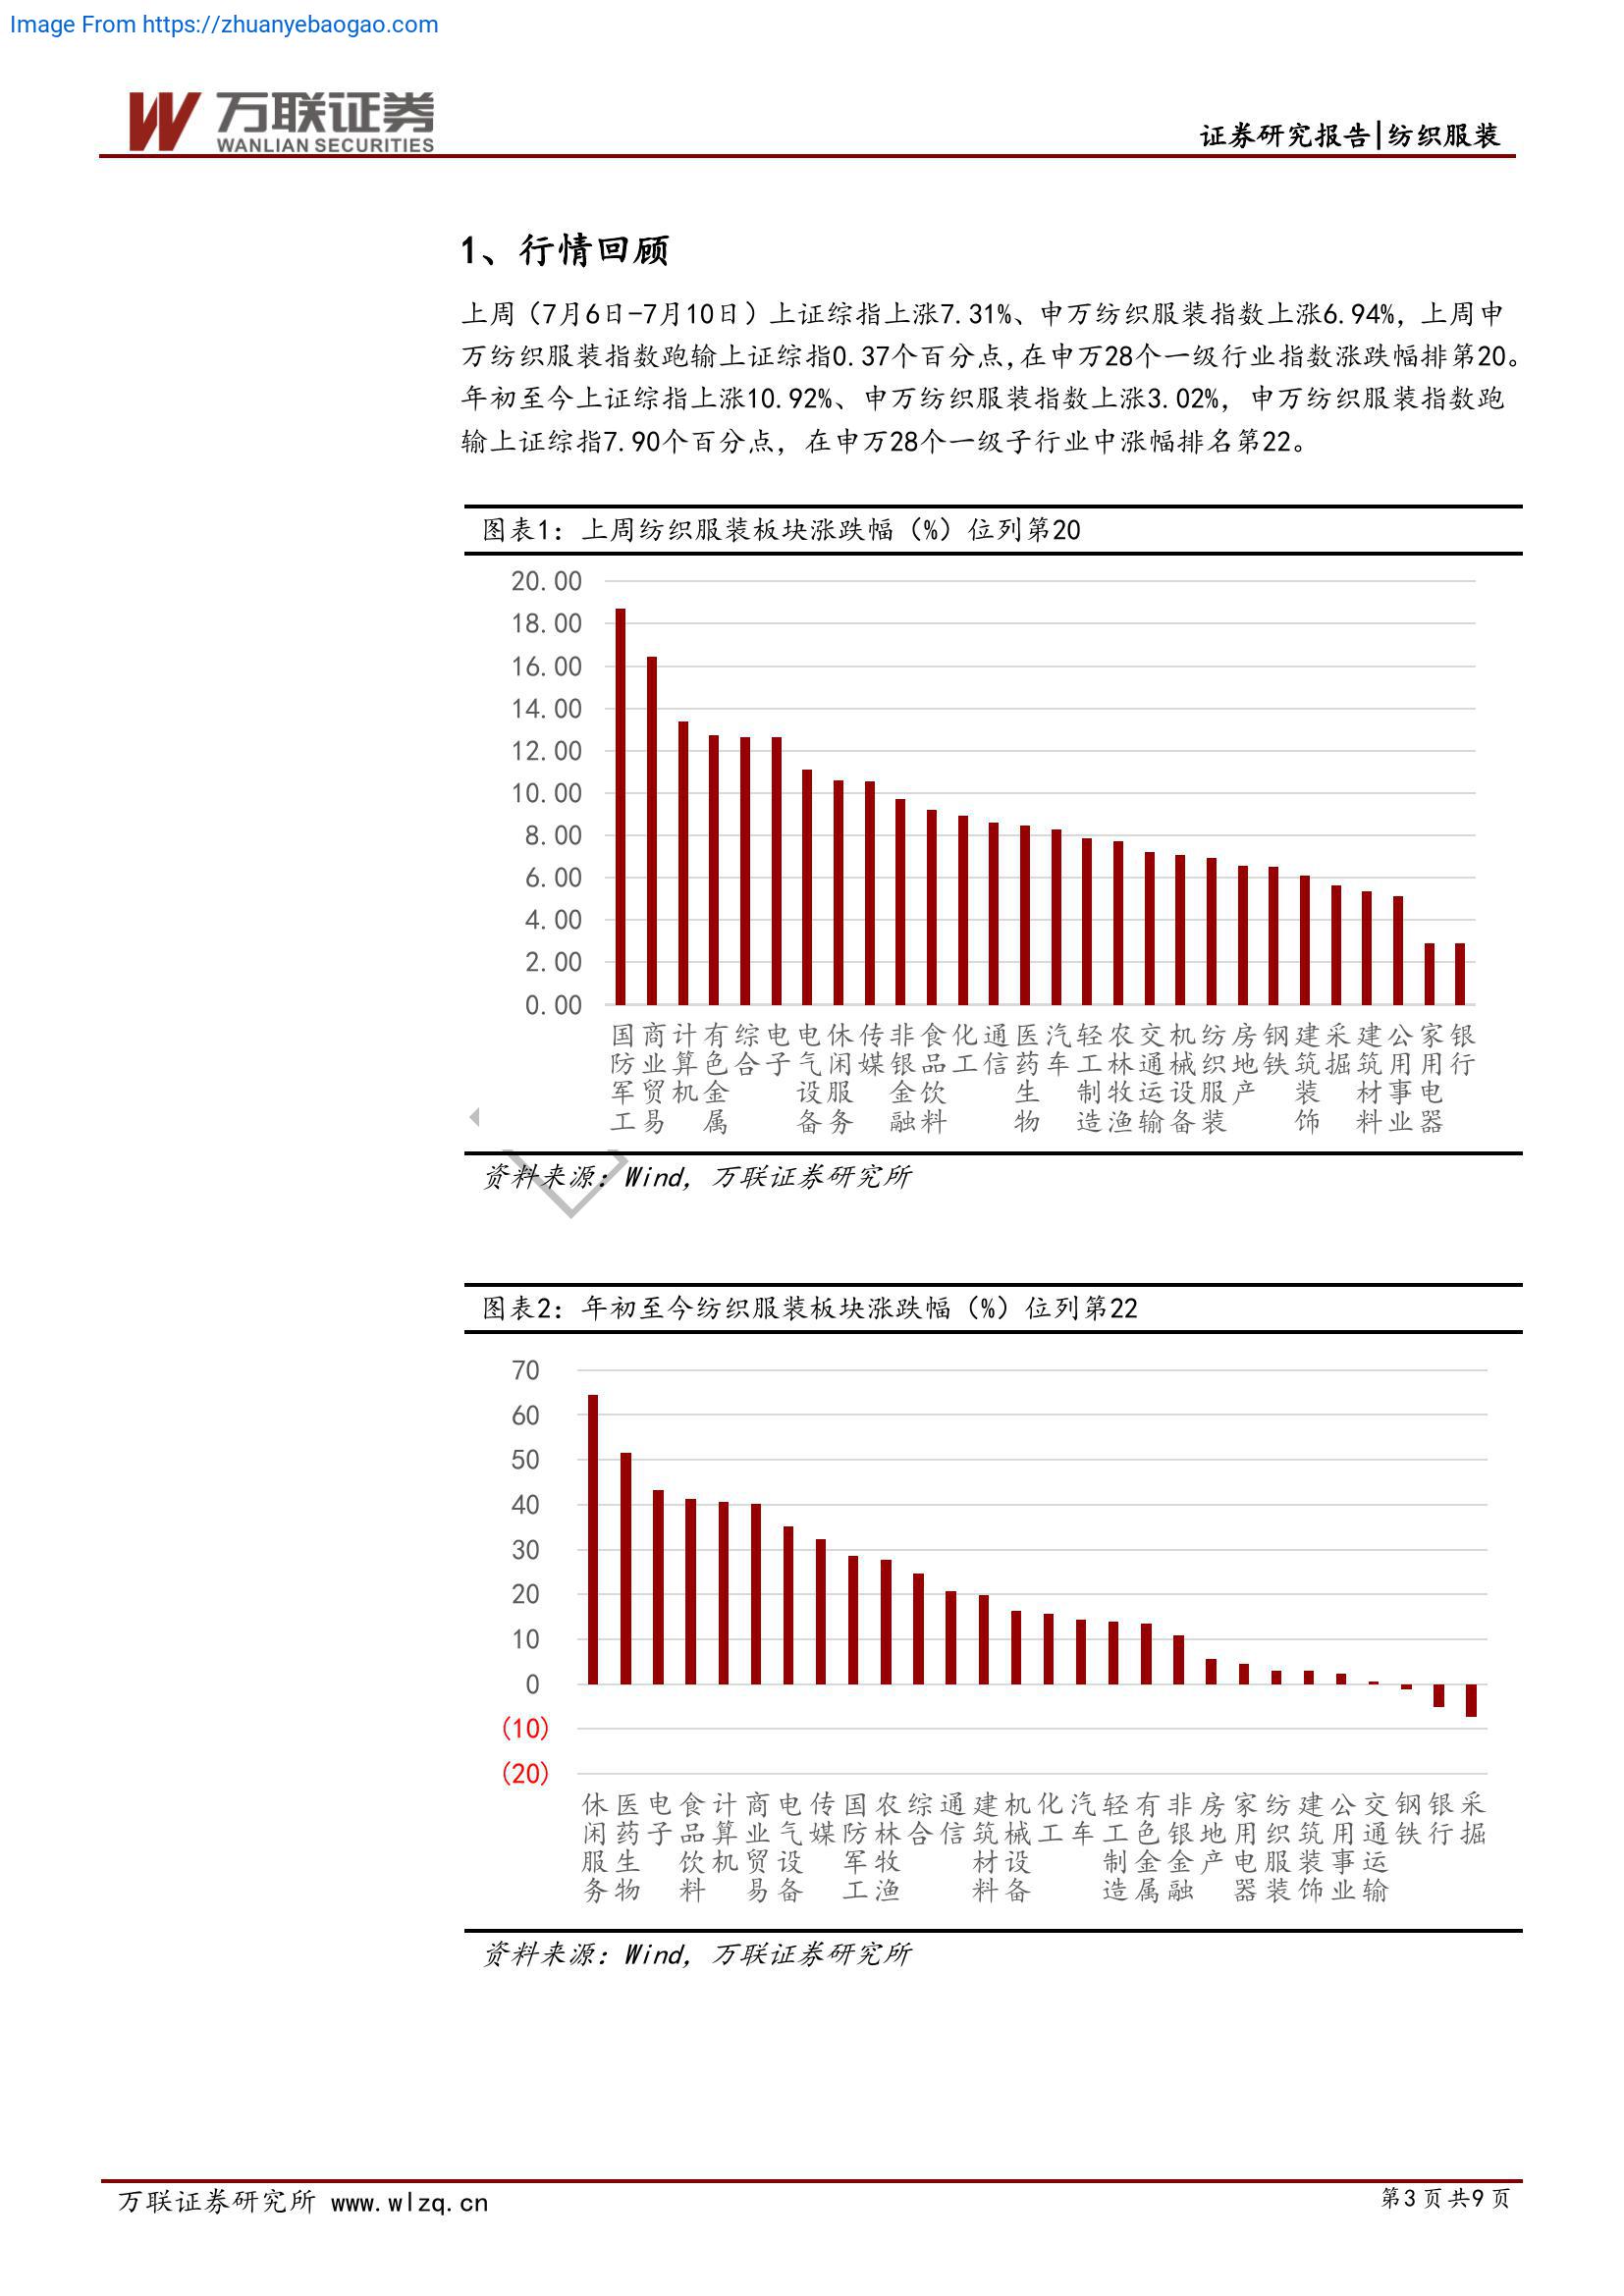 Image From https://zhuanyebaogao.com
万联证券
WANLIAN SECURITIES
证券研究报告|纺织服装
1、行情回顾
上周（7月6日-7月10日）上证综指上涨7.31%、申万纺织服装指数上涨6.94%，上周申
万纺织服装指数跑输上证综指0.37个百分点,在申万28个一级行业指数涨跌幅排第20。
年初至今上证综指上涨10.92%、申万纺织服装指数上涨3.02%，申万纺织服装指数跑
输上证综指7.90个百分点，在申万28个一级子行业中涨幅排名第22。
图表1：上周纺织服装板块涨跌幅（%）位列第20
20.00
18.00
16.00
14.00
12.00
10.00
8.00
6.00
4.00
2.00
0.00
国防军工
商业贸易
计算机
有色金属
综合
电子
电气设备
休闲服务
传媒
非银金融
食品饮料
化工
通信
医药生物
汽车
轻工制造
农林牧渔
交通运输
机械设备
纺织服装
房地产
钢铁
建筑装饰
采掘
建筑材料
公用事业
家用电器
银行
资料来源：Wind，万联证券研究所
图表2：年初至今纺织服装板块涨跌幅（%）位列第22
70
60
50
40
30
20
10
0
(10)
(20)
休闲服务
医药生物
电子
食品饮料
计算机
商业贸易
电气设备
传媒
国防军工
农林牧渔
综合
通信
建筑材料
机械设备
化工
汽车
轻工制造
有色金属
非银金融
房地产
家用电器
纺织服装
建筑装饰
公用事业
交通运输
钢铁
银行
采掘
资料来源：Wind，万联证券研究所
万联证券研究所 www.wlzq.cn
第3页共9页